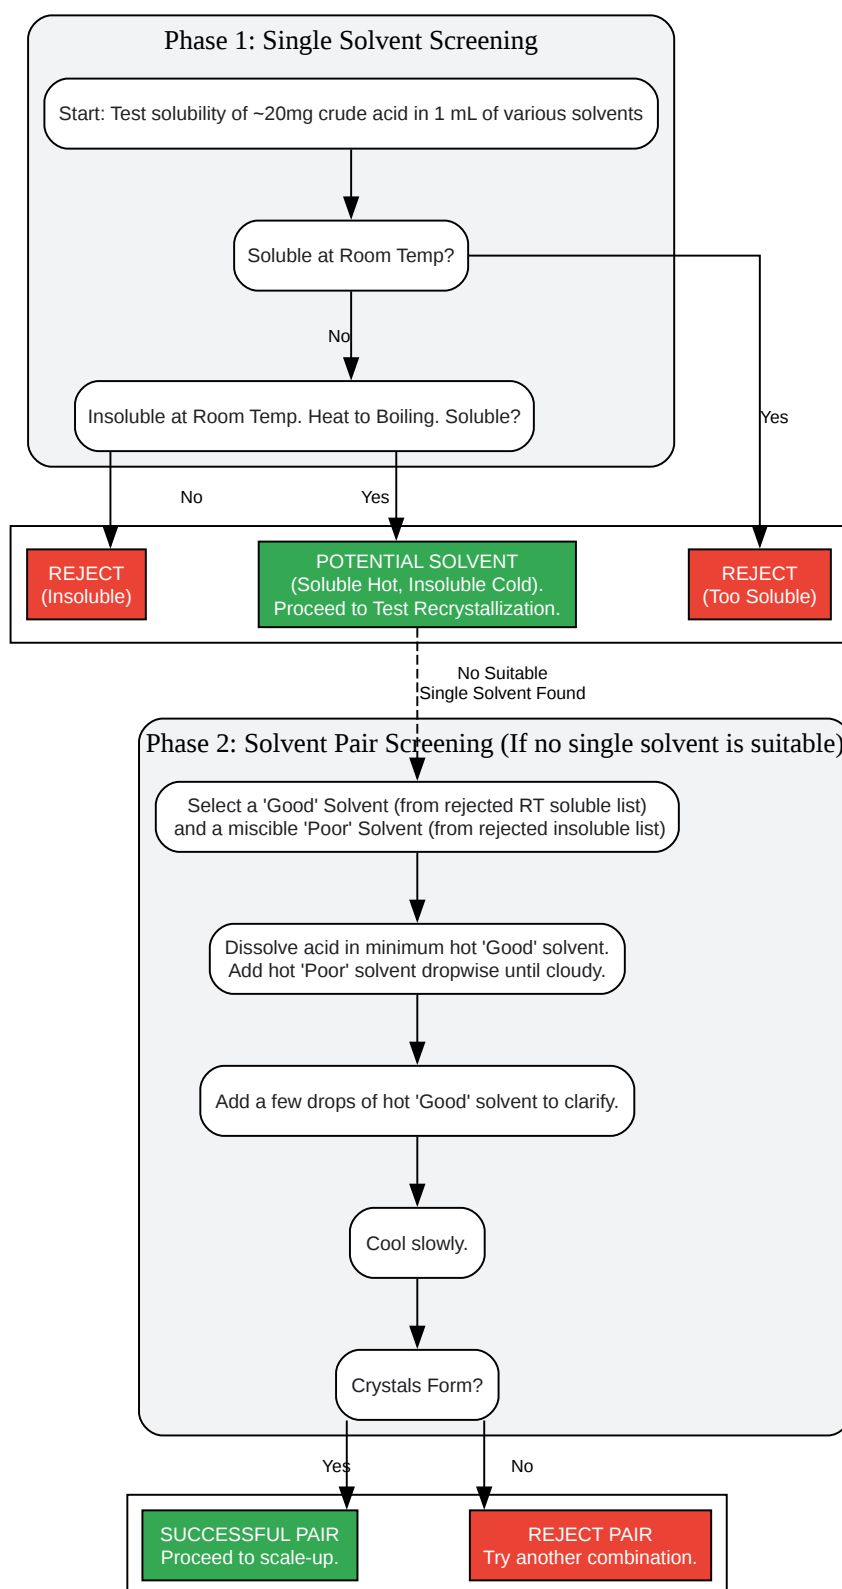 Phase 1: Single Solvent Screening
Start: Test solubility of ~20mg crude acid in 1 mL of various solvents
Soluble at Room Temp?
No
Insoluble at Room Temp. Heat to Boiling. Soluble?
Yes
No
Yes
REJECT
(Insoluble)
POTENTIAL SOLVENT
(Soluble Hot, Insoluble Cold).
Proceed to Test Recrystallization.
REJECT
(Too Soluble)
No Suitable
Single Solvent Found
Phase 2: Solvent Pair Screening (If no single solvent is suitable)
Select a 'Good' Solvent (from rejected RT soluble list)
and a miscible 'Poor' Solvent (from rejected insoluble list)
Dissolve acid in minimum hot 'Good' solvent.
Add hot 'Poor' solvent dropwise until cloudy.
Add a few drops of hot 'Good' solvent to clarify.
Cool slowly.
Crystals Form?
Yes
No
SUCCESSFUL PAIR
Proceed to scale-up.
REJECT PAIR
Try another combination.